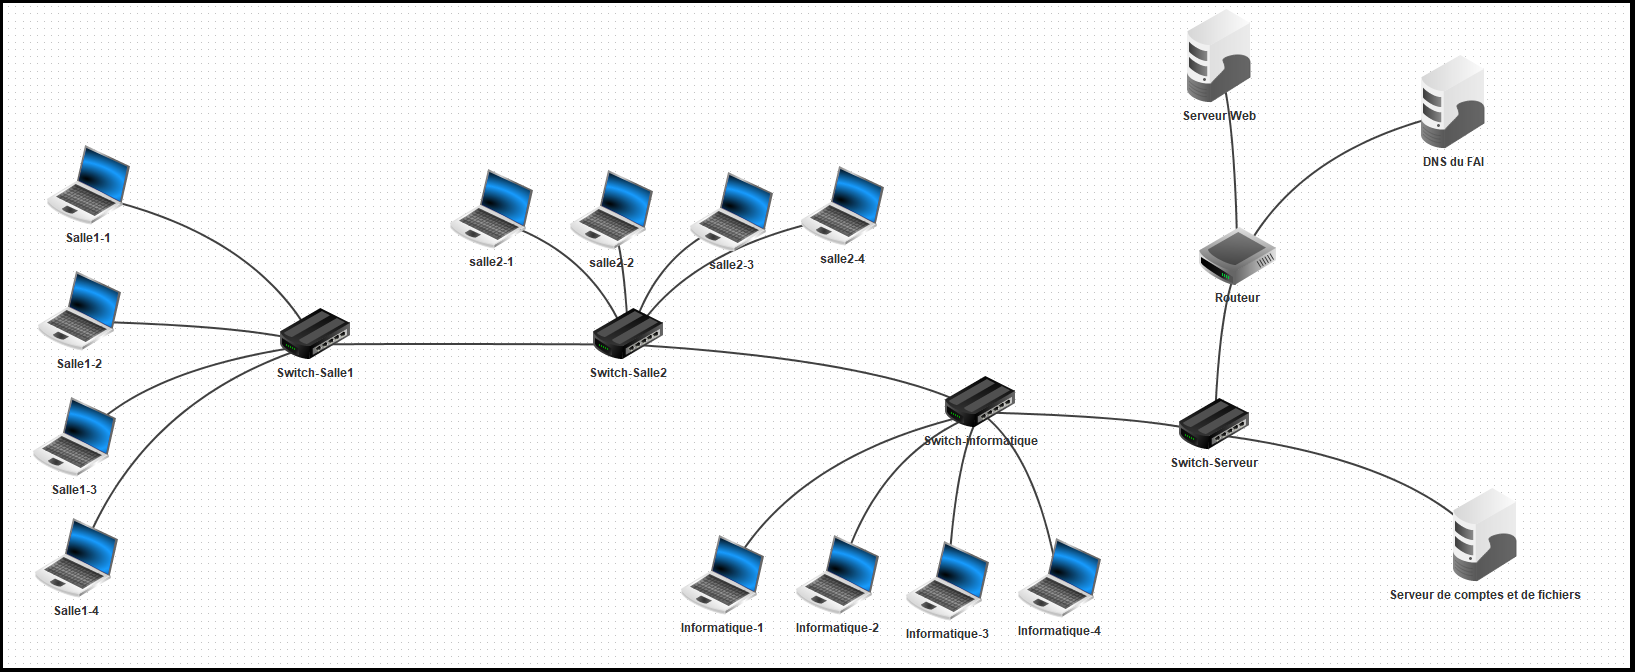 Serveur Web
DNS du FAI
Salle1-1
salle2-1
salle2-2
salle2-3
salle2-4
Routeur
Salle1-2
Switch-Salle1
Switch-Salle2
Switch-informatique
Switch-Serveur
Salle1-3
Salle1-4
Informatique-1
Informatique-2
Informatique-3
Informatique-4
Serveur de comptes et de fichiers